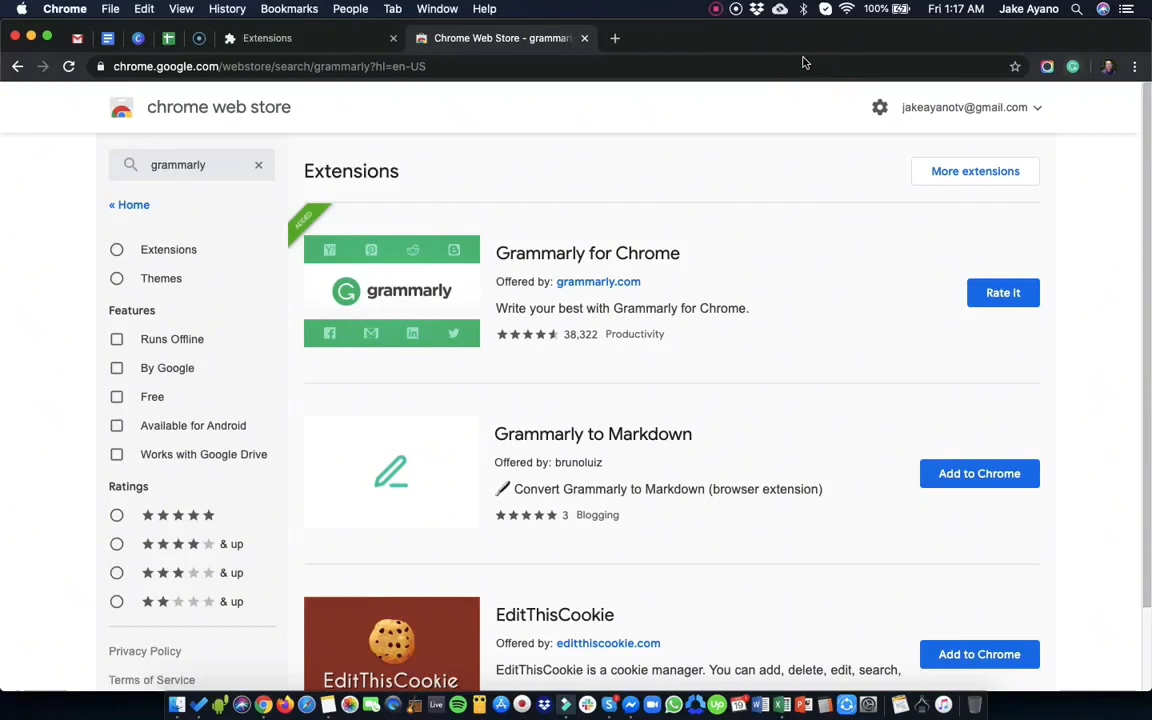 Chrome File Edit View History Bookmarks People Tab Window Help 100% Fri 1:17 AM Jake Ayano
Extensions Chrome Web Store - grammar
chrome.google.com/webstore/search/grammarly?hl=en-US
chrome web store
jakeayanotv@gmail.com
grammarly
« Home
Extensions
Themes
Features
Runs Offline
By Google
Free
Available for Android
Works with Google Drive
Ratings
& up
& up
& up
Privacy Policy
Terms of Service
Extensions
More extensions
ADDED
grammarly
Grammarly for Chrome
Offered by: grammarly.com
Write your best with Grammarly for Chrome.
38,322 Productivity
Rate It
Grammarly to Markdown
Offered by: brunoluiz
Convert Grammarly to Markdown (browser extension)
3 Blogging
Add to Chrome
EditThisCookie
EditThisCookie
Offered by: editthiscookie.com
EditThisCookie is a cookie manager. You can add, delete, edit, search,
Add to Chrome